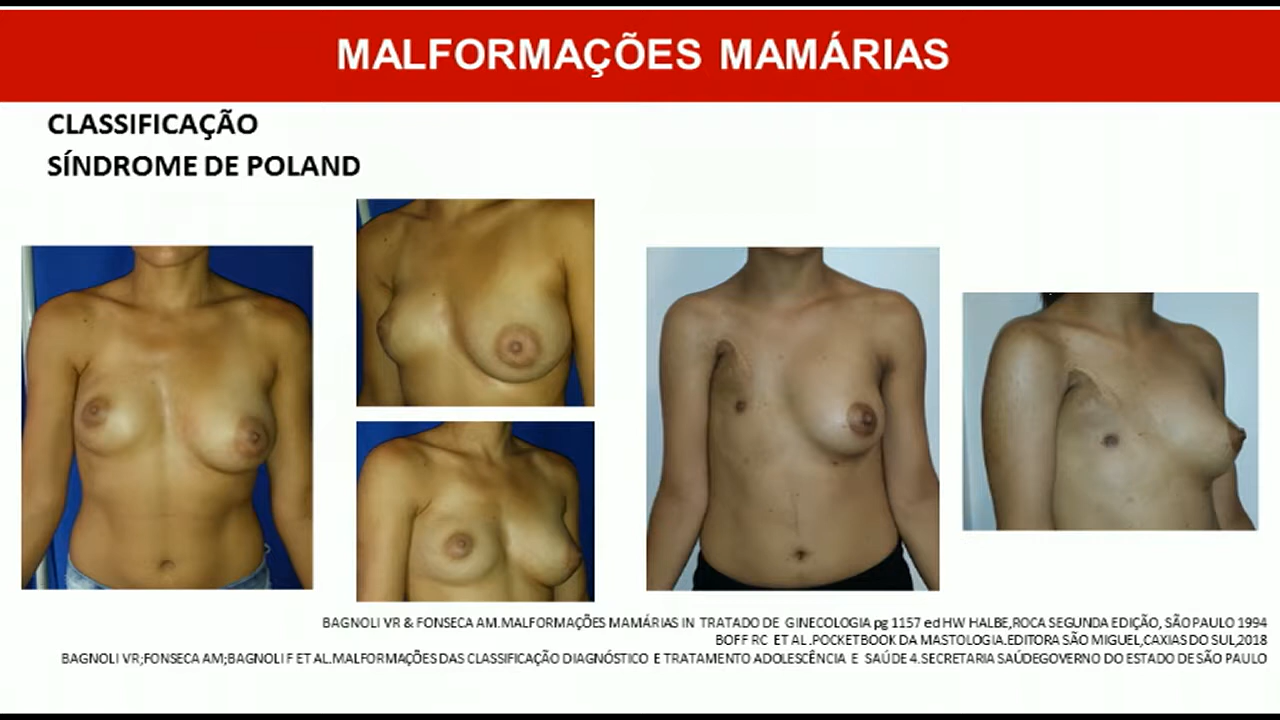 MALFORMAÇÕES MAMÁRIAS
CLASSIFICAÇÃO
SÍNDROME DE POLAND
BAGNOLI VR & FONSECA AM.MALFORMAÇÕES MAMÁRIAS IN TRATADO DE GINECOLOGIA pg 1157 ed HW HALBE,ROCA SEGUNDA EDIÇÃO, SÃO PAULO 1994
BOFF RC ET AL.POCKETBOOK DA MASTOLOGIA.EDITORA SÃO MIGUEL,CAXIAS DO SUL,2018
BAGNOLI VR;FONSECA AM;BAGNOLI F ET AL.MALFORMAÇÕES DAS CLASSIFICAÇÃO DIAGNÓSTICO E TRATAMENTO ADOLESCÊNCIA E SAÚDE 4.SECRETARIA SAÚDEGOVERNO DO ESTADO DE SÃO PAULO